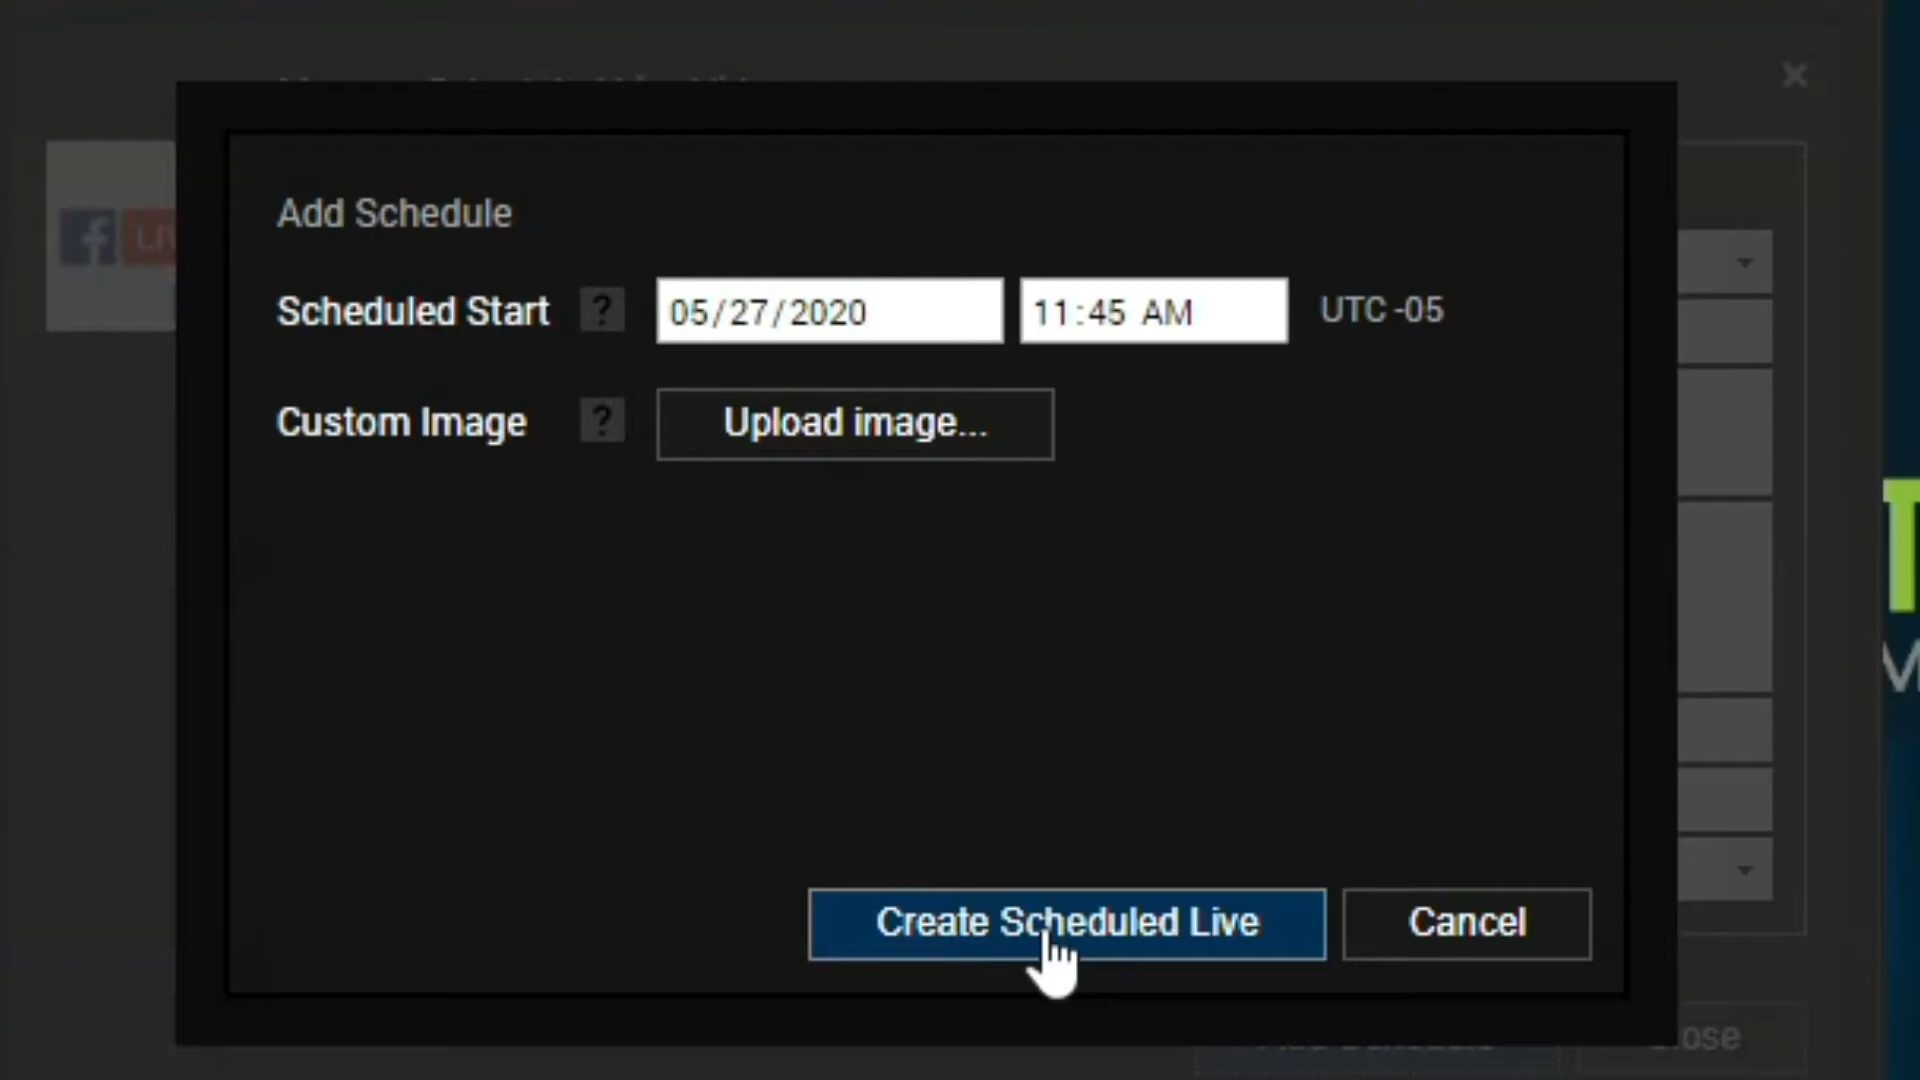 Add Schedule
Scheduled Start ? 05/27/2020 11:45 AM UTC -05
Custom Image ? Upload image...
Create Scheduled Live Cancel